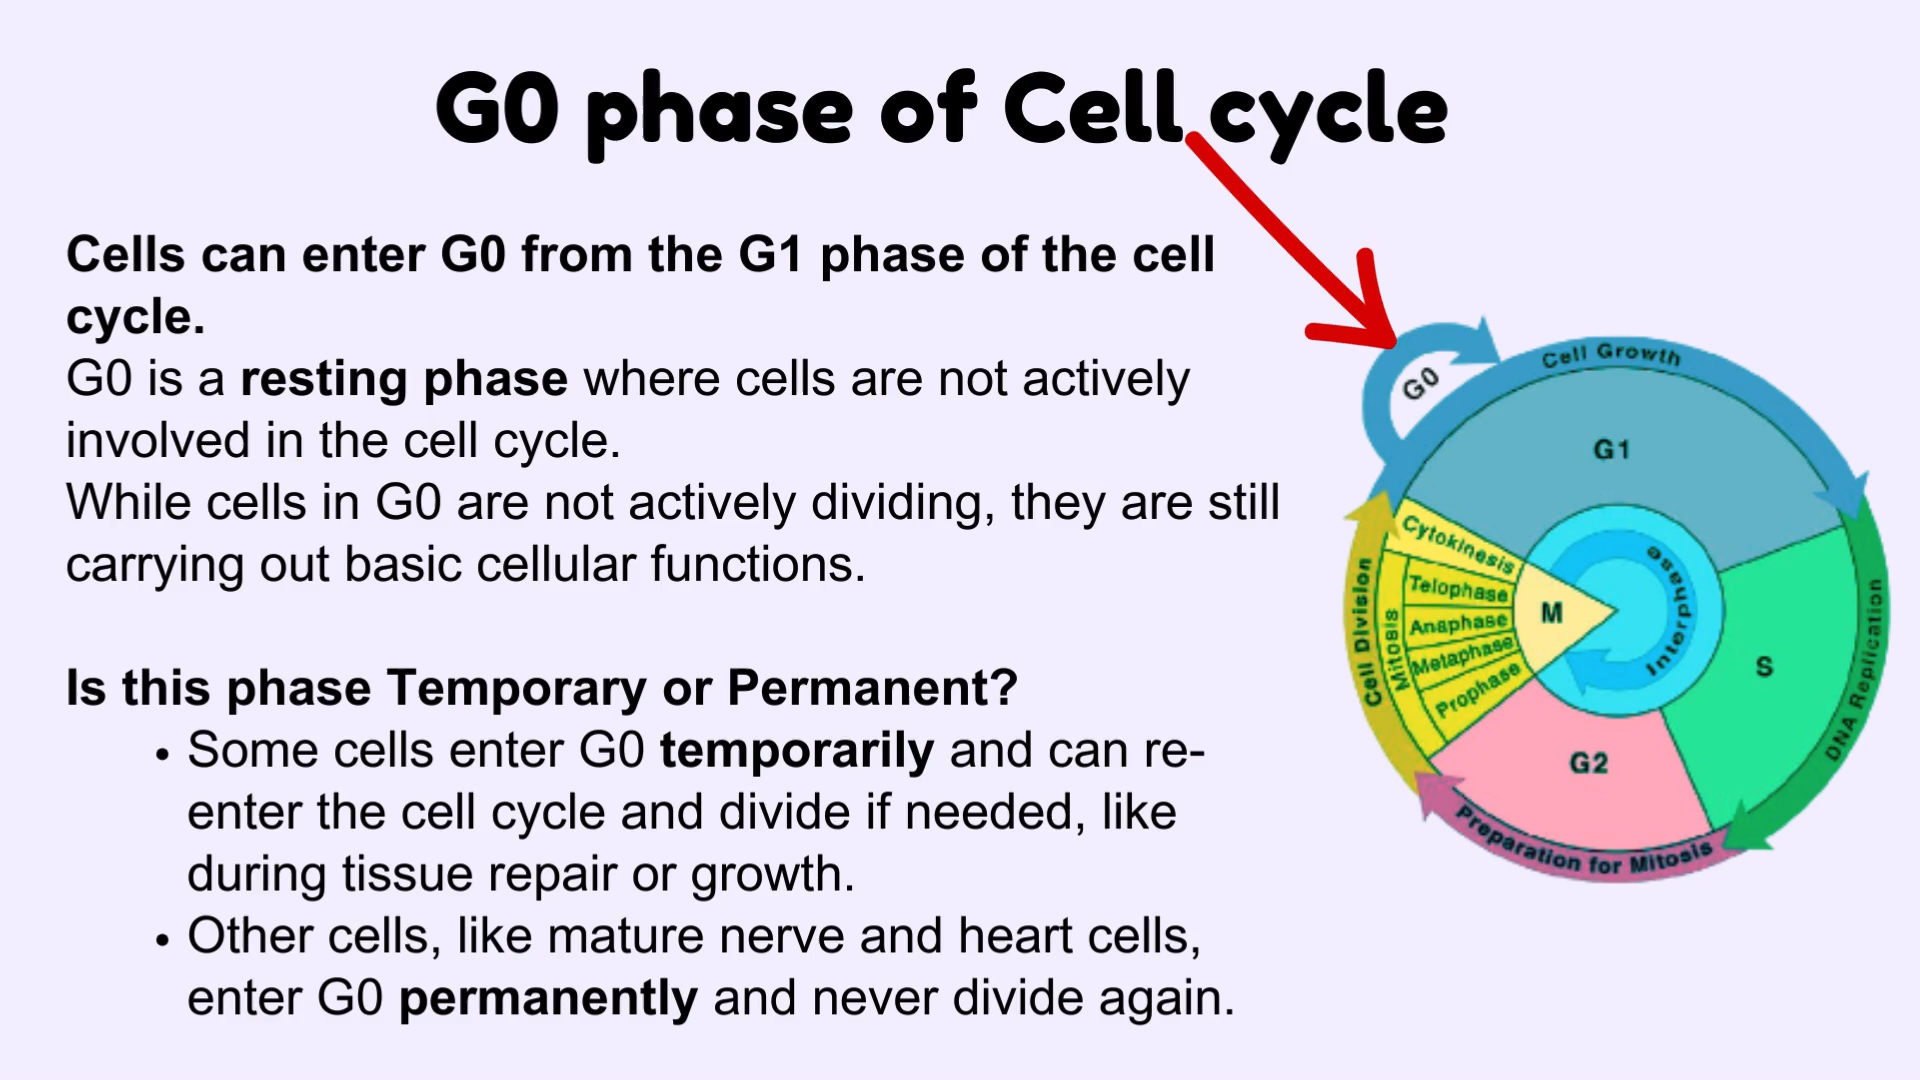 G0 phase of Cell cycle
Cells can enter G0 from the G1 phase of the cell
cycle.
G0 is a resting phase where cells are not actively
involved in the cell cycle.
While cells in G0 are not actively dividing, they are still
carrying out basic cellular functions.
Is this phase Temporary or Permanent?
• Some cells enter G0 temporarily and can re-
enter the cell cycle and divide if needed, like
during tissue repair or growth.
• Other cells, like mature nerve and heart cells,
enter G0 permanently and never divide again.
G0
Cell Growth
G1
Cytokinesis
Telophase
Anaphase
Metaphase
Prophase
Mitosis
Cell Division
M
Interphase
S
DNA Replication
G2
Preparation for Mitosis